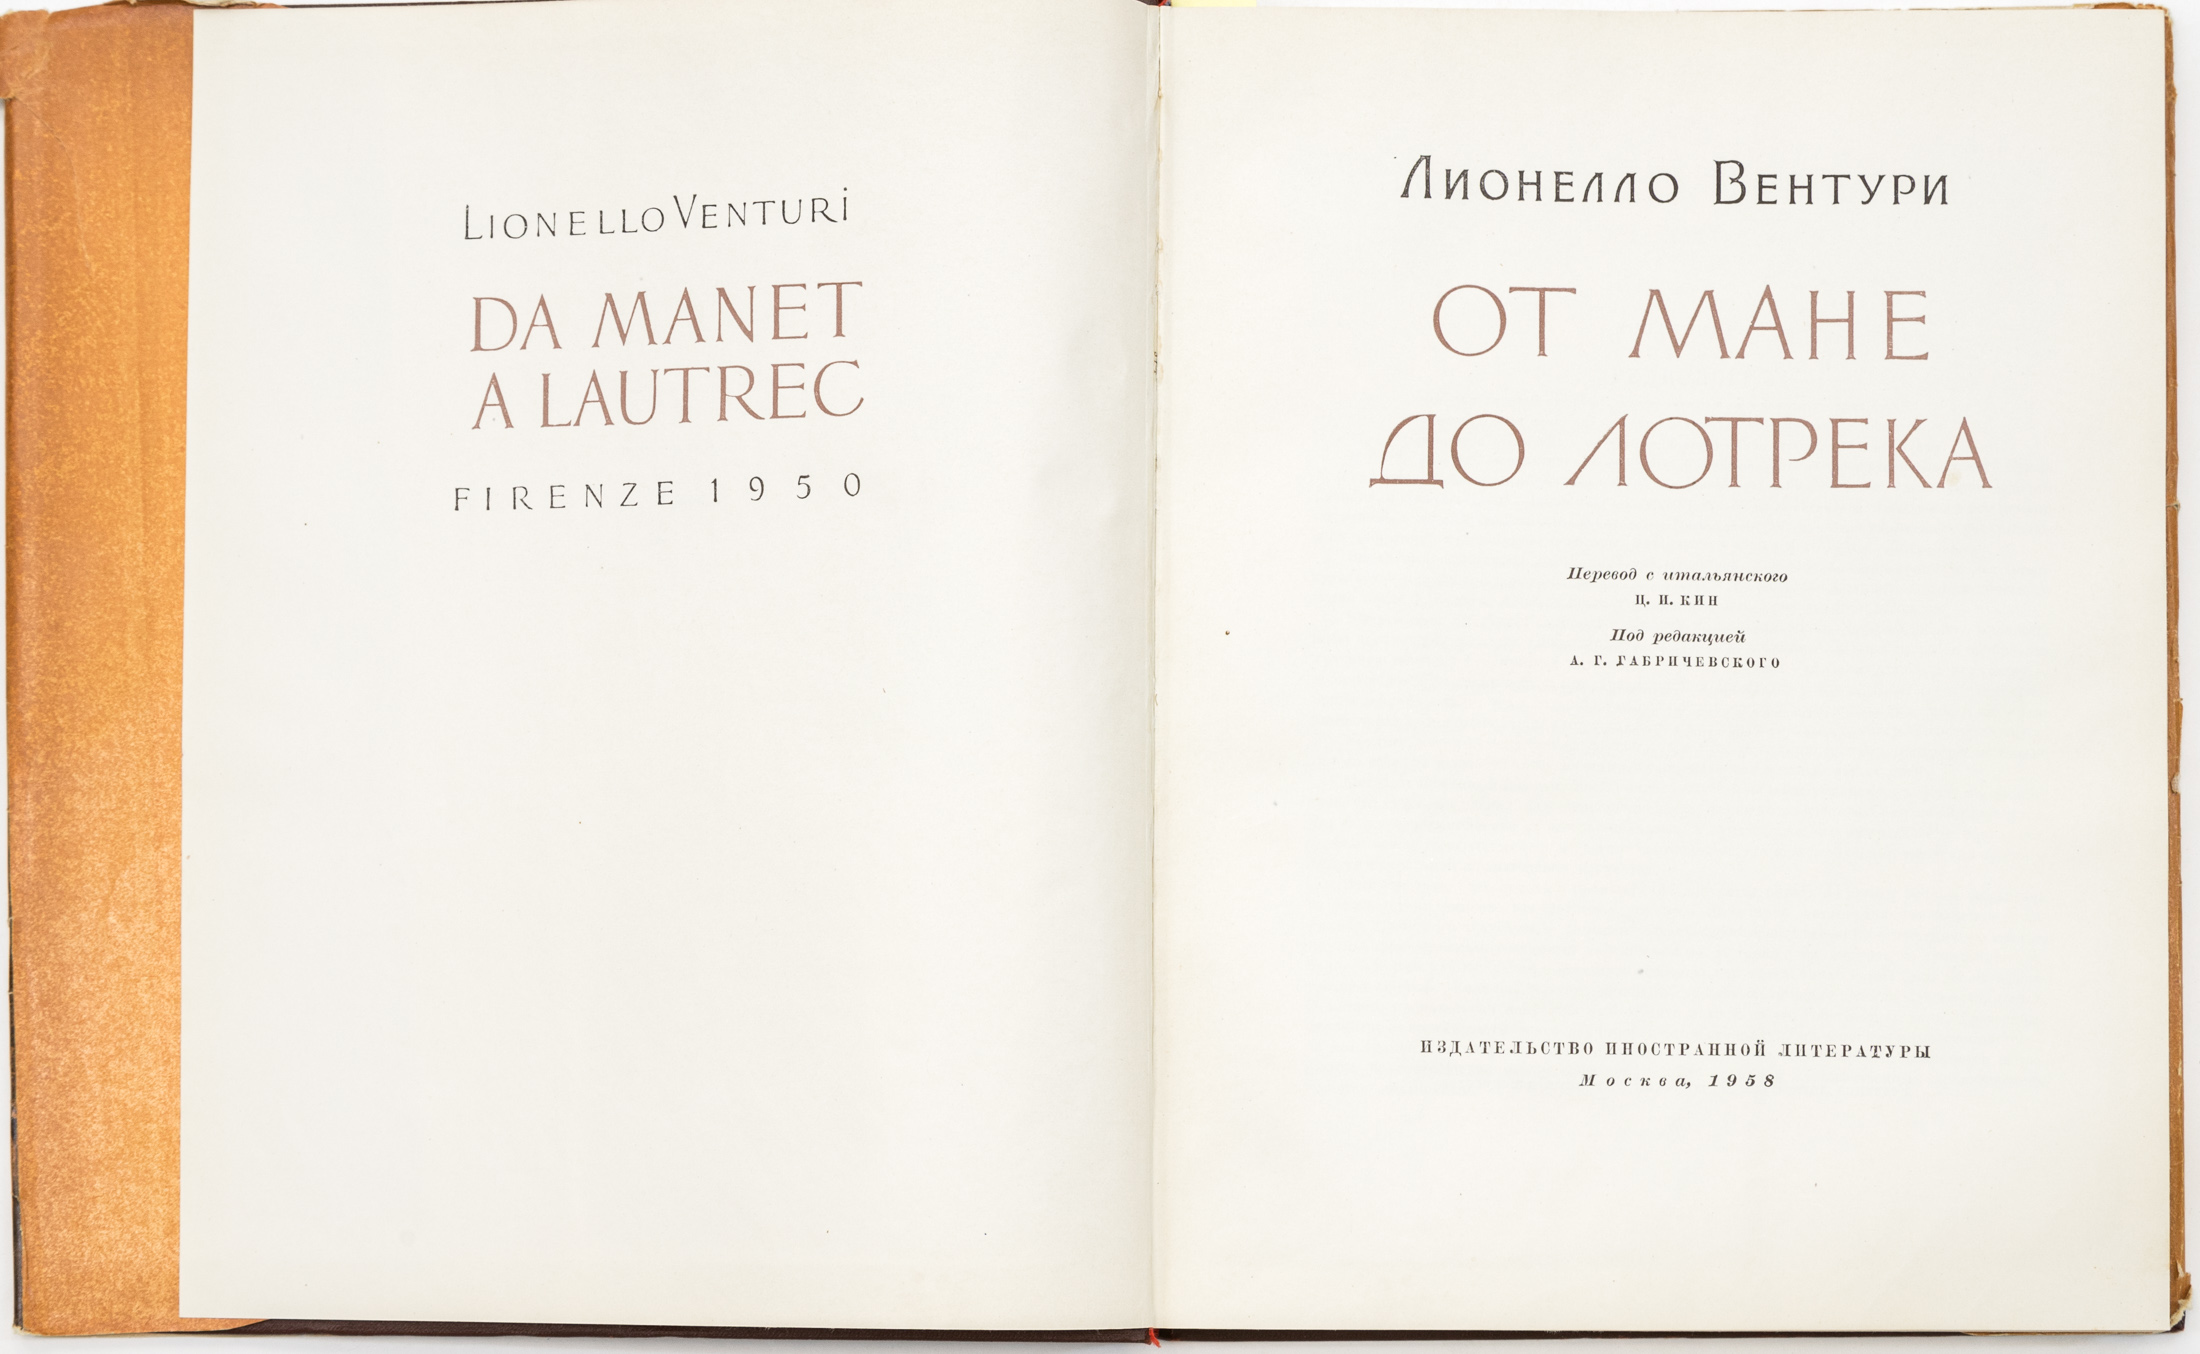 LIONELLO VENTURI
DA MANET
A LAUTREC
FIRENZE 1950
Лионелло Вентури
ОТ МАНЕ
ДО ЛОТРЕКА
Перевод с итальянского
Ц. И. КИН
Под редакцией
А. Г. ГАБРИЧЕВСКОГО
ИЗДАТЕЛЬСТВО ИНОСТРАННОЙ ЛИТЕРАТУРЫ
Москва, 1958